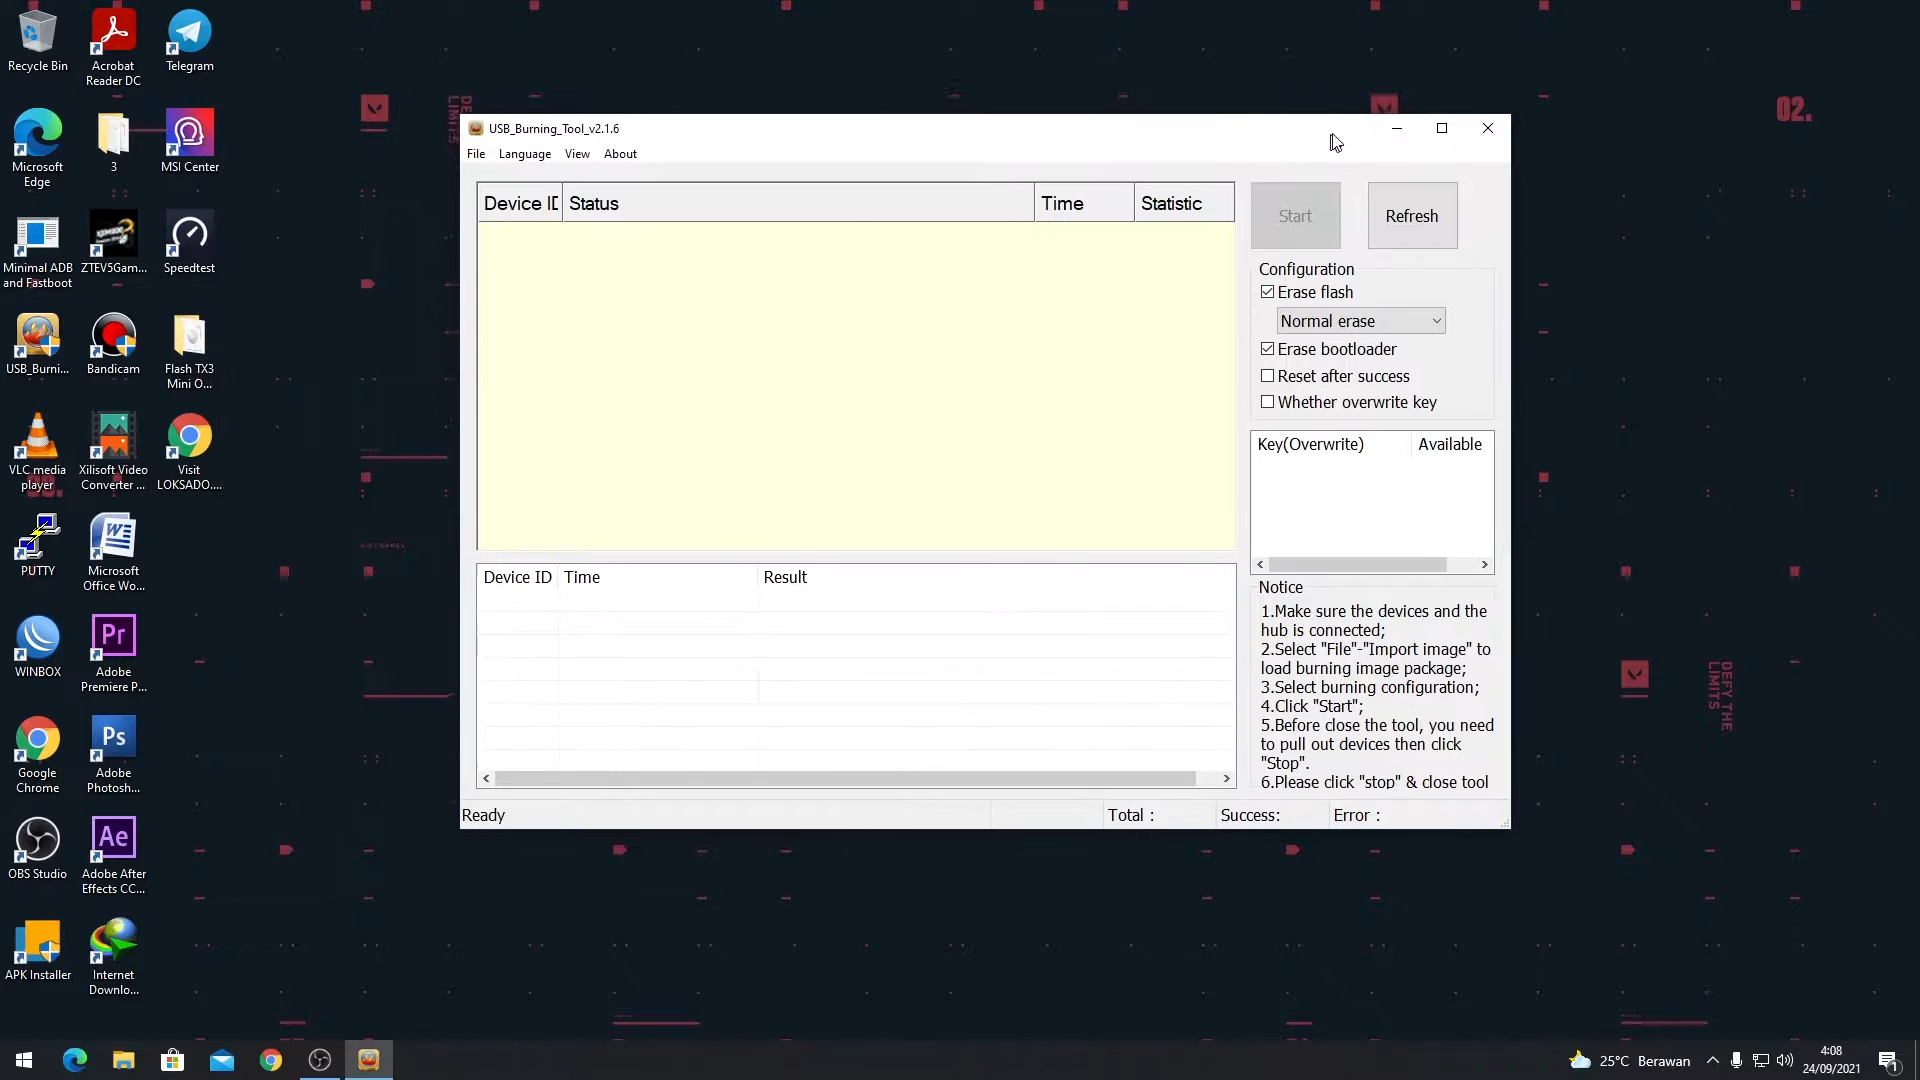 Recycle Bin
Acrobat
Reader DC
Telegram
Microsoft
Edge
3
MSI Center
Minimal ADB
and Fastboot
ZTEV5Gam...
Speedtest
USB_Burni...
Bandicam
Flash TX3
Mini O...
VLC media
player
Xilisoft Video
Converter ...
Visit
LOKSADO....
PUTTY
Microsoft
Office Wo...
WINBOX
Adobe
Premiere P...
Google
Chrome
Adobe
Photosh...
OBS Studio
Adobe After
Effects CC...
APK Installer
Internet
Downlo...
USB_Burning_Tool_v2.1.6
File Language View About
Device ID Status Time Statistic
Start Refresh
Configuration
Erase flash
Normal erase
Erase bootloader
Reset after success
Whether overwrite key
Key(Overwrite) Available
Device ID Time Result
Notice
1.Make sure the devices and the
hub is connected;
2.Select "File"-"Import image" to
load burning image package;
3.Select burning configuration;
4.Click "Start";
5.Before close the tool, you need
to pull out devices then click
"Stop".
6.Please click "stop" & close tool
Ready Total : Success: Error :
02.
DEFY THE
LIMITS
25°C Berawan
4:08
24/09/2021
1